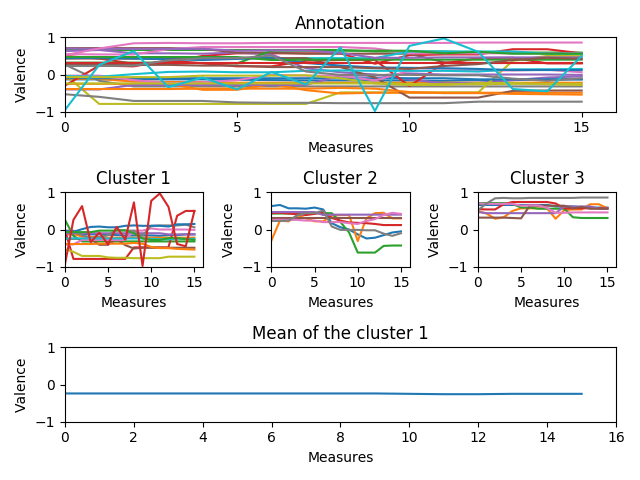 Annotation
Valence
1
0
−1
0 5 10 15
Measures
Cluster 1 Cluster 2 Cluster 3
Valence Valence Valence
1 1 1
0 0 0
−1 −1 −1
0 5 10 15 0 5 10 15 0 5 10 15
Measures Measures Measures
Mean of the cluster 1
Valence
1
0
−1
0 2 4 6 8 10 12 14 16
Measures